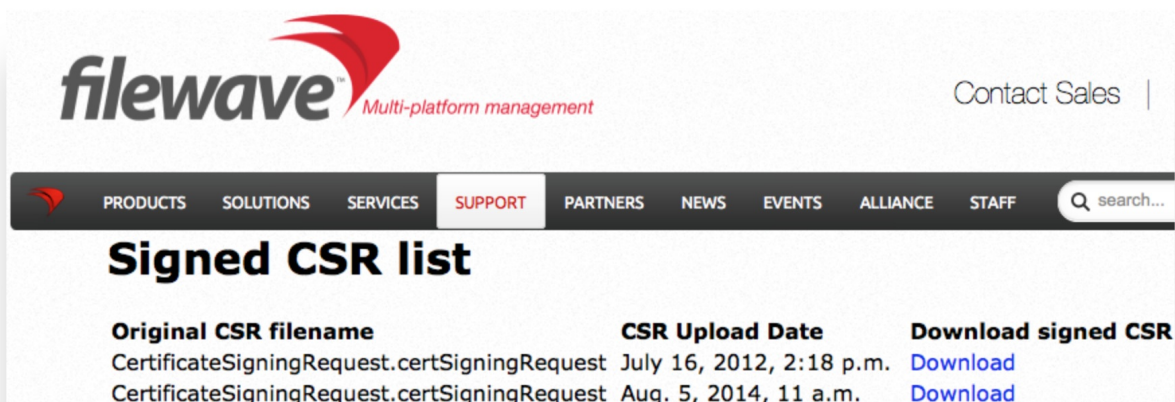 filewave™
Multi-platform management
Contact Sales |
PRODUCTS SOLUTIONS SERVICES SUPPORT PARTNERS NEWS EVENTS ALLIANCE STAFF search...
Signed CSR list
Original CSR filename CSR Upload Date Download signed CSR
CertificateSigningRequest.certSigningRequest July 16, 2012, 2:18 p.m. Download
CertificateSigningRequest.certSigningRequest Aug. 5, 2014, 11 a.m. Download